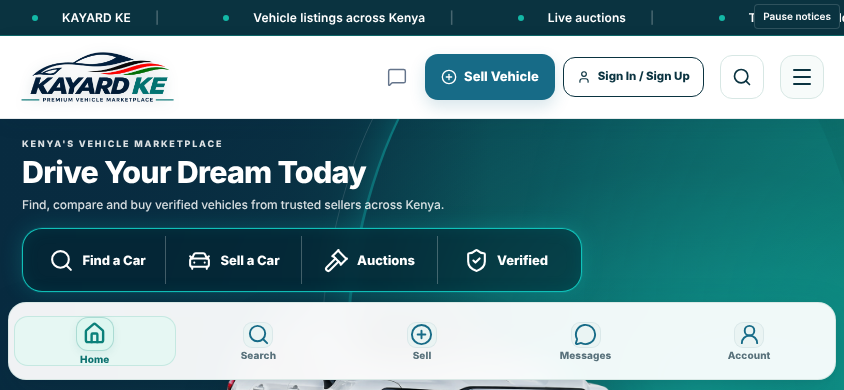 KAYARD KE
Vehicle listings across Kenya
Live auctions
Pause notices
KAYARD KE
PREMIUM VEHICLE MARKETPLACE
Sell Vehicle
Sign In / Sign Up
KENYA'S VEHICLE MARKETPLACE
Drive Your Dream Today
Find, compare and buy verified vehicles from trusted sellers across Kenya.
Find a Car
Sell a Car
Auctions
Verified
Home
Search
Sell
Messages
Account